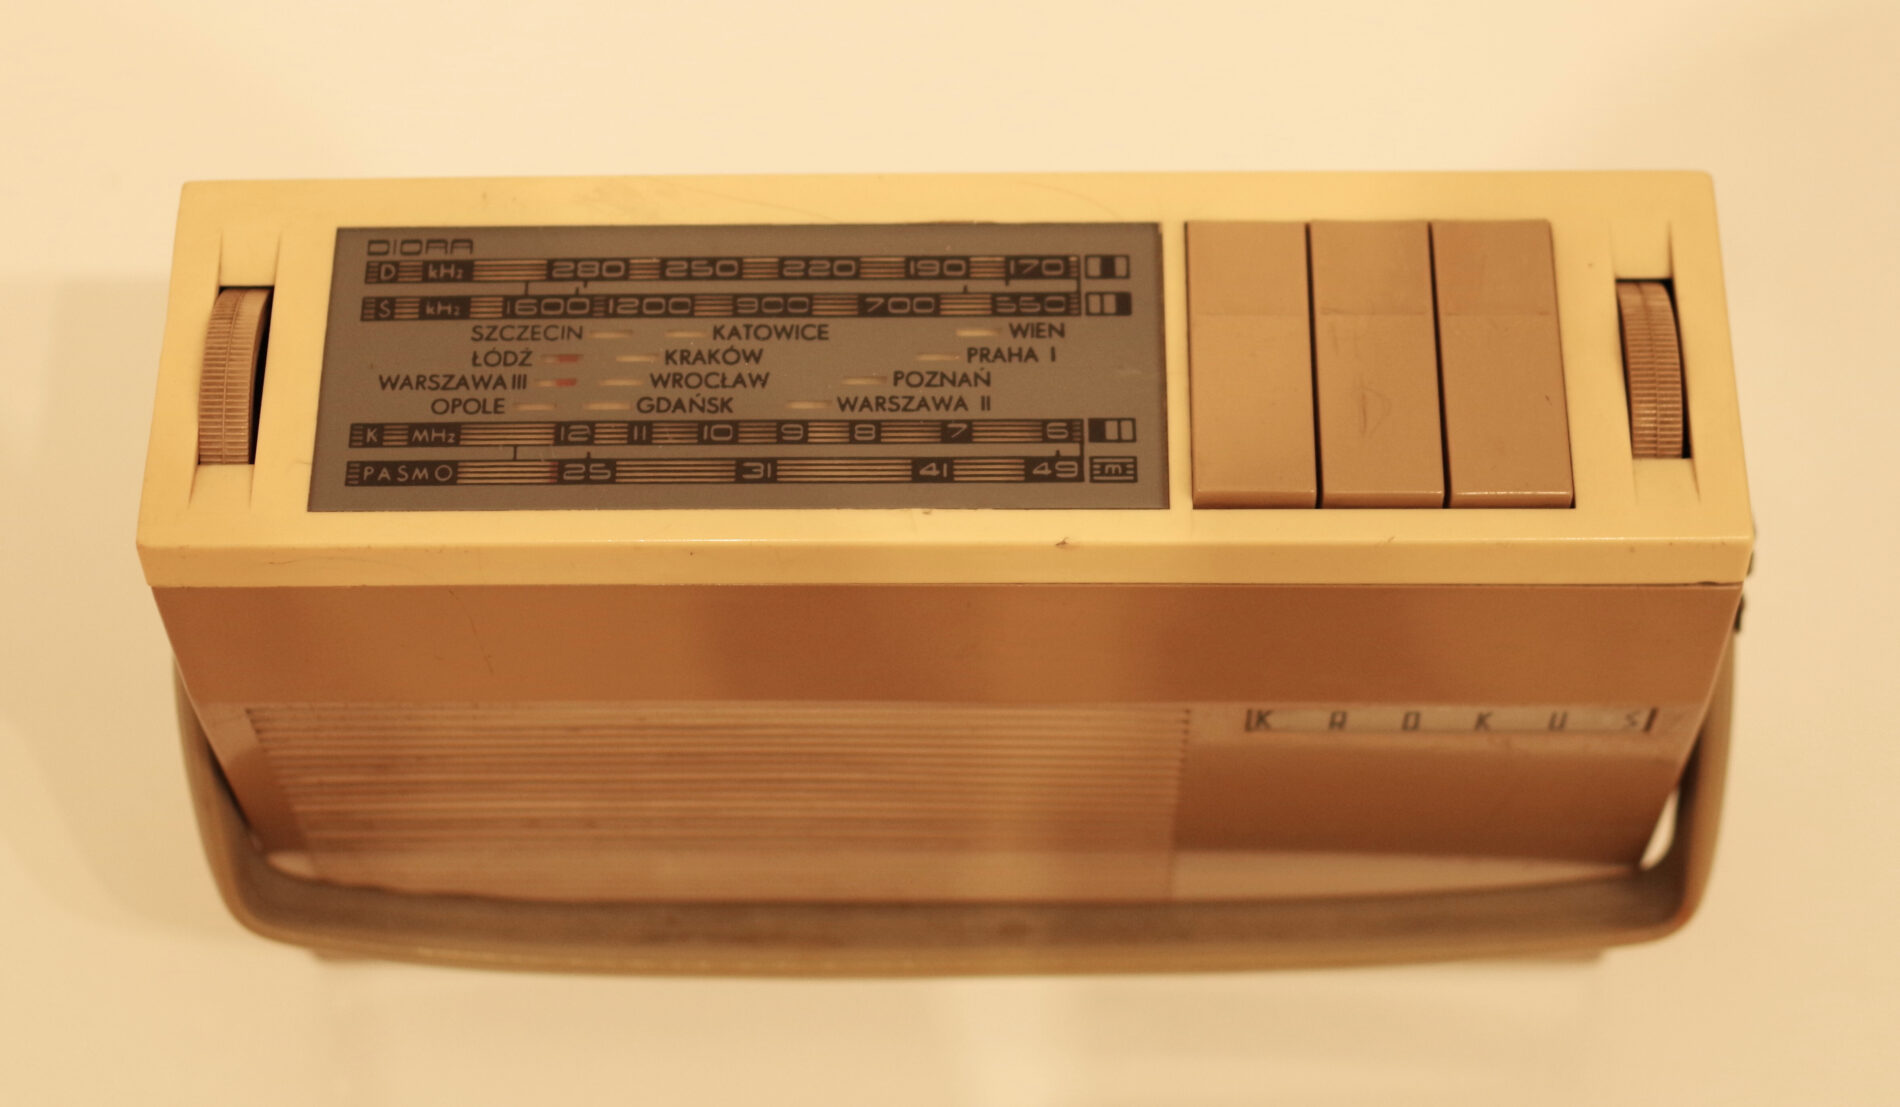 DIORA
D kHz 280 250 220 190 170
Ś kHz 1600 1200 900 700 550
SZCZECIN KATOWICE WIEN
ŁÓDŹ KRAKÓW PRAHA I
WARSZAWA III WROCŁAW POZNAŃ
OPOLE GDAŃSK WARSZAWA II
K MHz 12 11 10 9 8 7 6
PASMO 25 31 41 49 m
KROKUS